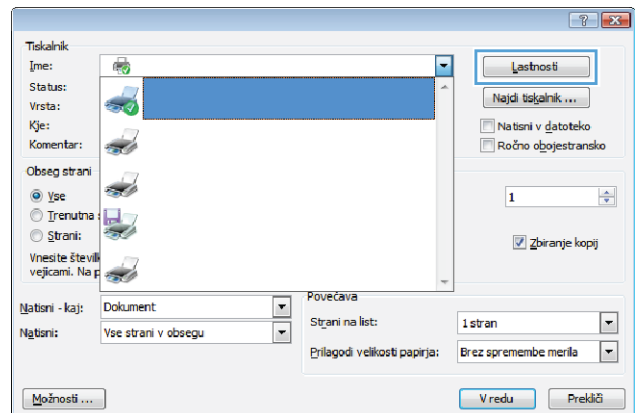 Tiskalnik
Ime:
Lastnosti
Status:
Vrsta:
Najdi tiskalnik ...
Kje:
Natisni v datoteko
Komentar:
Ročno obojestransko
Obseg strani
Vse
1
Trenutna
Strani:
Zbiranje kopij
Vnesite števil
vejicami. Na p
Povečava
Natisni - kaj:
Dokument
Strani na list:
1 stran
Natisni:
Vse strani v obsegu
Prilagodi velikosti papirja:
Brez spremembe merila
Možnosti ...
V redu
Prekliči